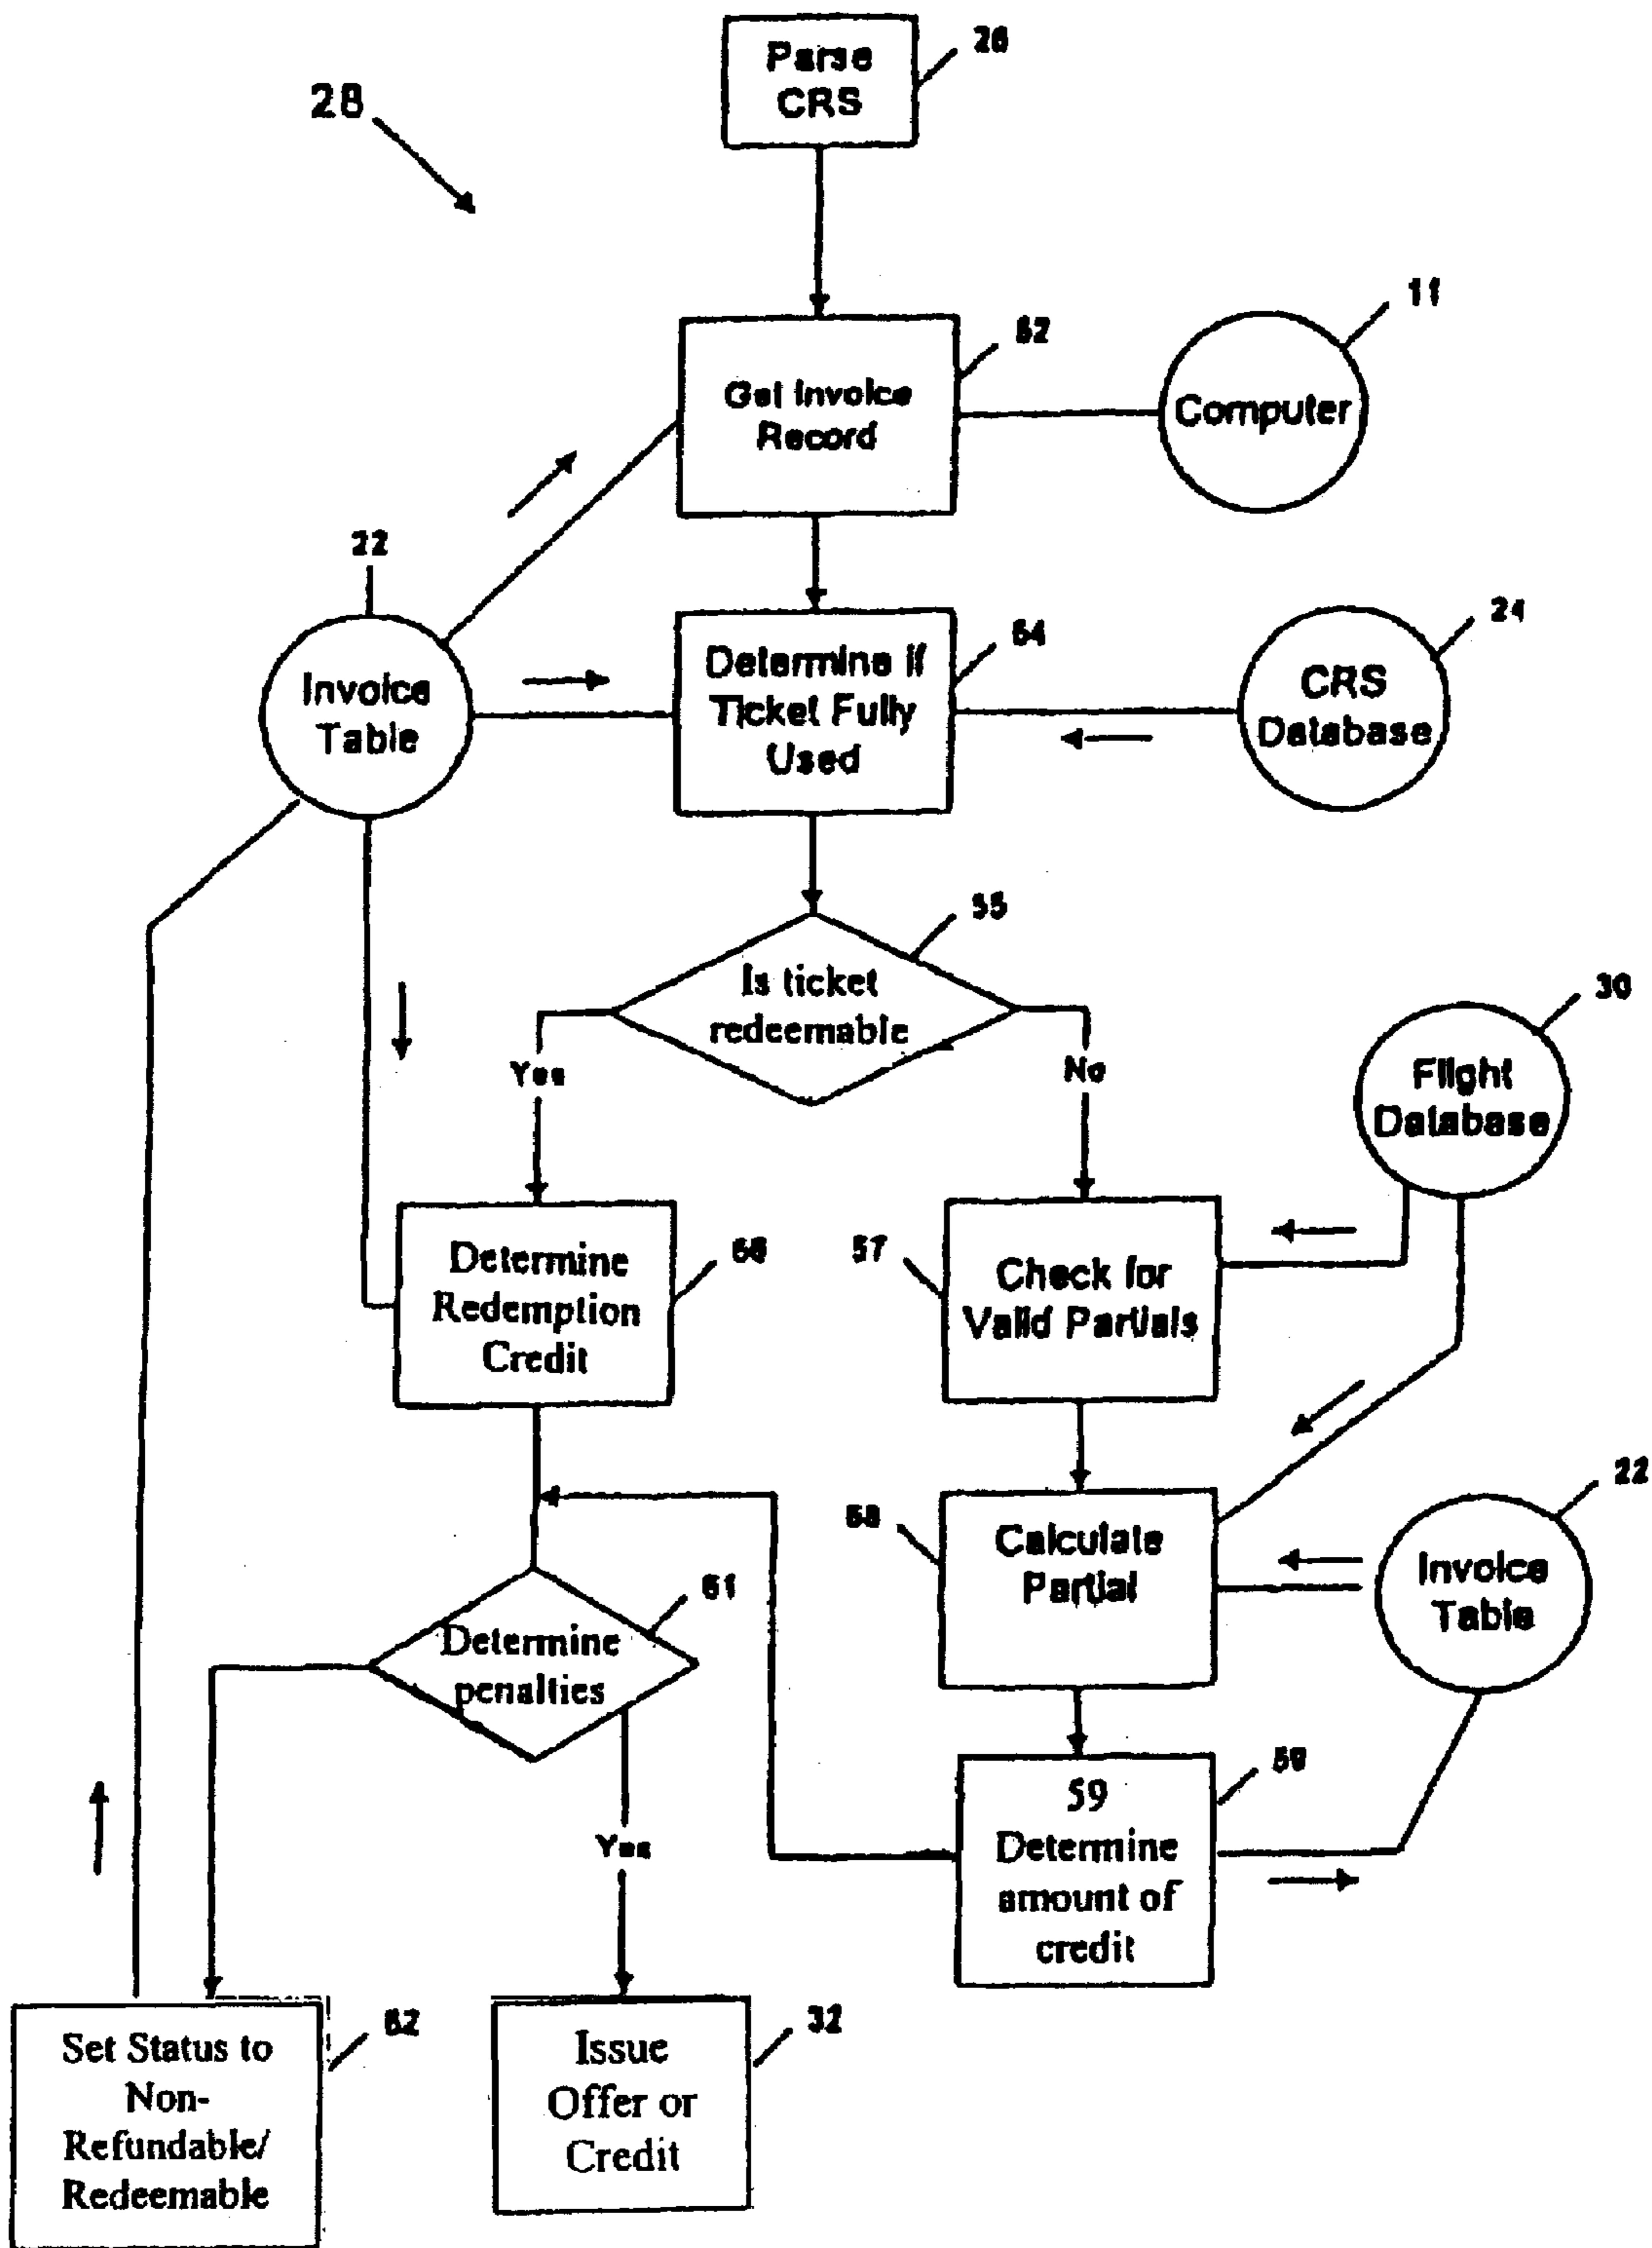 Parse
CRS
26
28
Get Invoice
Record
52
Computer
11
22
Invoice
Table
Determine if
Ticket Fully
Used
54
CRS
Database
24
Is ticket
redeemable
55
Yes
No
Flight
Database
30
Determine
Redemption
Credit
56
57
Check for
Valid Partials
58
Calculate
Partial
Invoice
Table
22
Determine
penalties
61
Yes
59
Determine
amount of
credit
59
Set Status to
Non-
Refundable/
Redeemable
62
Issue
Offer or
Credit
32